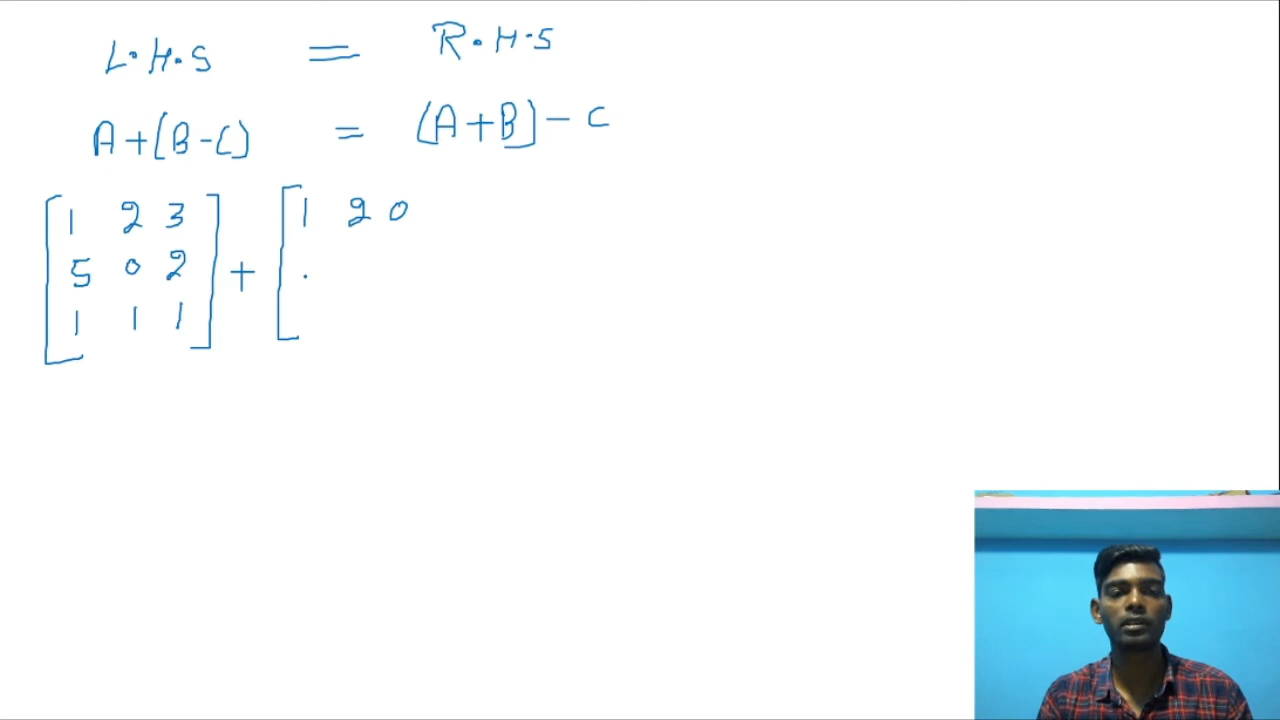 L.H.S = R.H.S
A+[B-C] = [A+B]-C
[1 2 3 [1 2 0
5 0 2 + .
1 1 1]